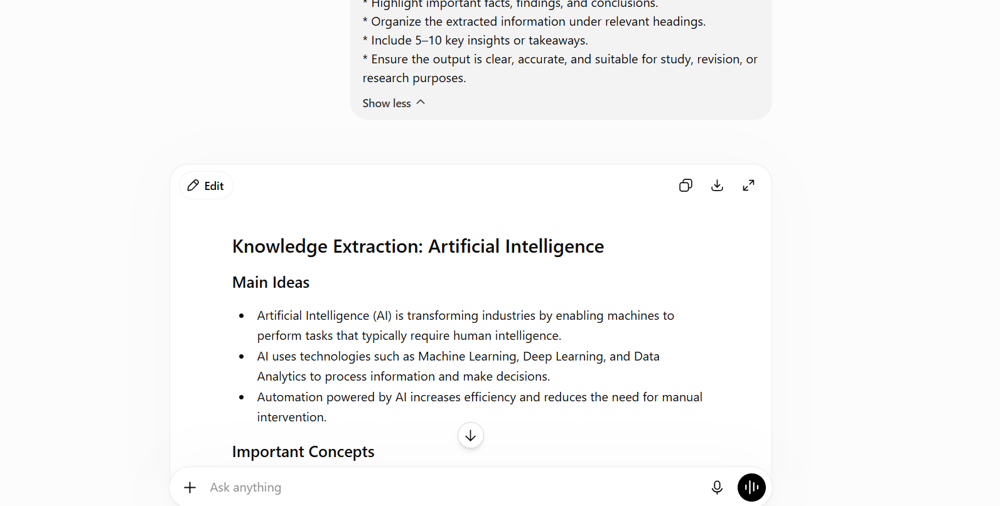 * Highlight important facts, findings, and conclusions.
* Organize the extracted information under relevant headings.
* Include 5–10 key insights or takeaways.
* Ensure the output is clear, accurate, and suitable for study, revision, or
research purposes.
Show less
Edit
Knowledge Extraction: Artificial Intelligence
Main Ideas
• Artificial Intelligence (AI) is transforming industries by enabling machines to
perform tasks that typically require human intelligence.
• AI uses technologies such as Machine Learning, Deep Learning, and Data
Analytics to process information and make decisions.
• Automation powered by AI increases efficiency and reduces the need for manual
intervention.
Important Concepts
Ask anything